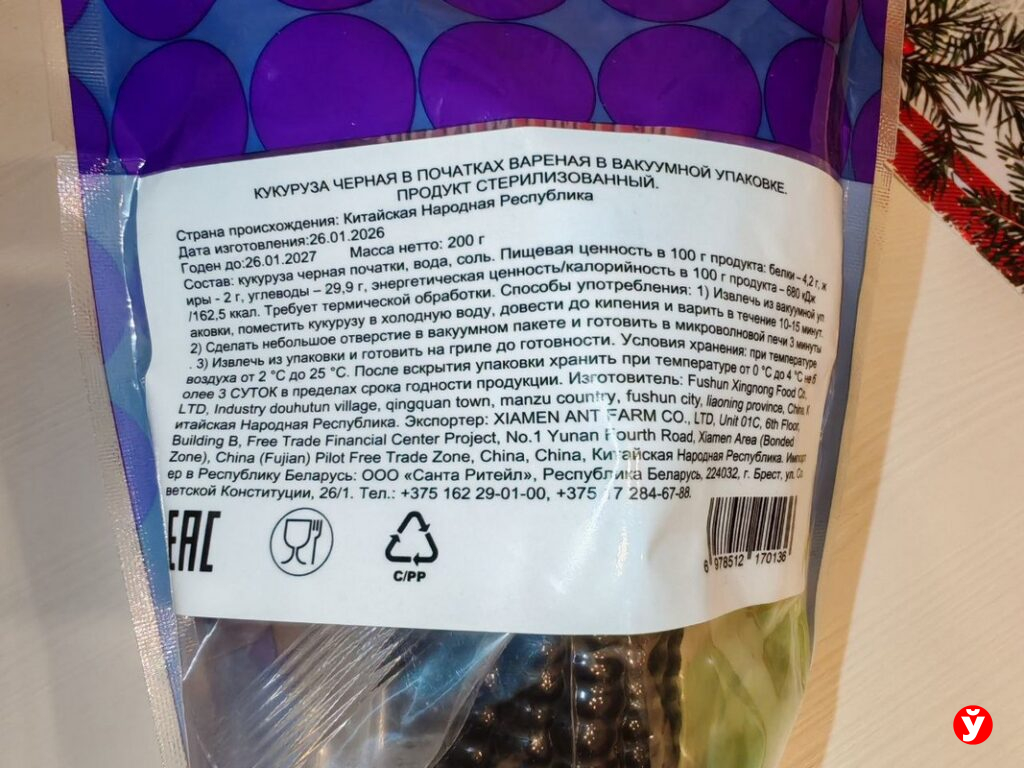 КУКУРУЗА ЧЕРНАЯ В ПОЧАТКАХ ВАРЕНАЯ В ВАКУУМНОЙ УПАКОВКЕ.
ПРОДУКТ СТЕРИЛИЗОВАННЫЙ.
Страна происхождения: Китайская Народная Республика
Дата изготовления:26.01.2026
Годен до:26.01.2027 Масса нетто: 200 г
Состав: кукуруза черная початки, вода, соль. Пищевая ценность в 100 г продукта: белки – 4,2 г, ж
иры - 2 г, углеводы – 29,9 г, энергетическая ценность/калорийность в 100 г продукта – 680 кДж
/162,5 ккал. Требует термической обработки. Способы употребления: 1) Извлечь из вакуумной уп
аковки, поместить кукурузу в холодную воду, довести до кипения и варить в течение 10-15 минут.
2) Сделать небольшое отверстие в вакуумном пакете и готовить в микроволновой печи 3 минуты
. 3) Извлечь из упаковки и готовить на гриле до готовности. Условия хранения: при температуре
воздуха от 2 °С до 25 °С. После вскрытия упаковки хранить при температуре от 0 °С до 4 °С не б
олее 3 СУТОК в пределах срока годности продукции. Изготовитель: Fushun Xingnong Food Co.
LTD, Industry douhutun village, qingquan town, manzu country, fushun city, liaoning province, China, К
итайская Народная Республика. Экспортер: XIAMEN ANT FARM CO., LTD, Unit 01C, 6th Floor,
Building B, Free Trade Financial Center Project, No.1 Yunan Fourth Road, Xiamen Area (Bonded
Zone), China (Fujian) Pilot Free Trade Zone, China, China, Китайская Народная Республика. Импорт
ер в Республику Беларусь: ООО «Санта Ритейл», Республика Беларусь, 224032, г. Брест, ул. Со
ветской Конституции, 26/1. Тел.: +375 162 29-01-00, +375 7 284-67-88.
EAC
C/PP
6 978512 170136
ў